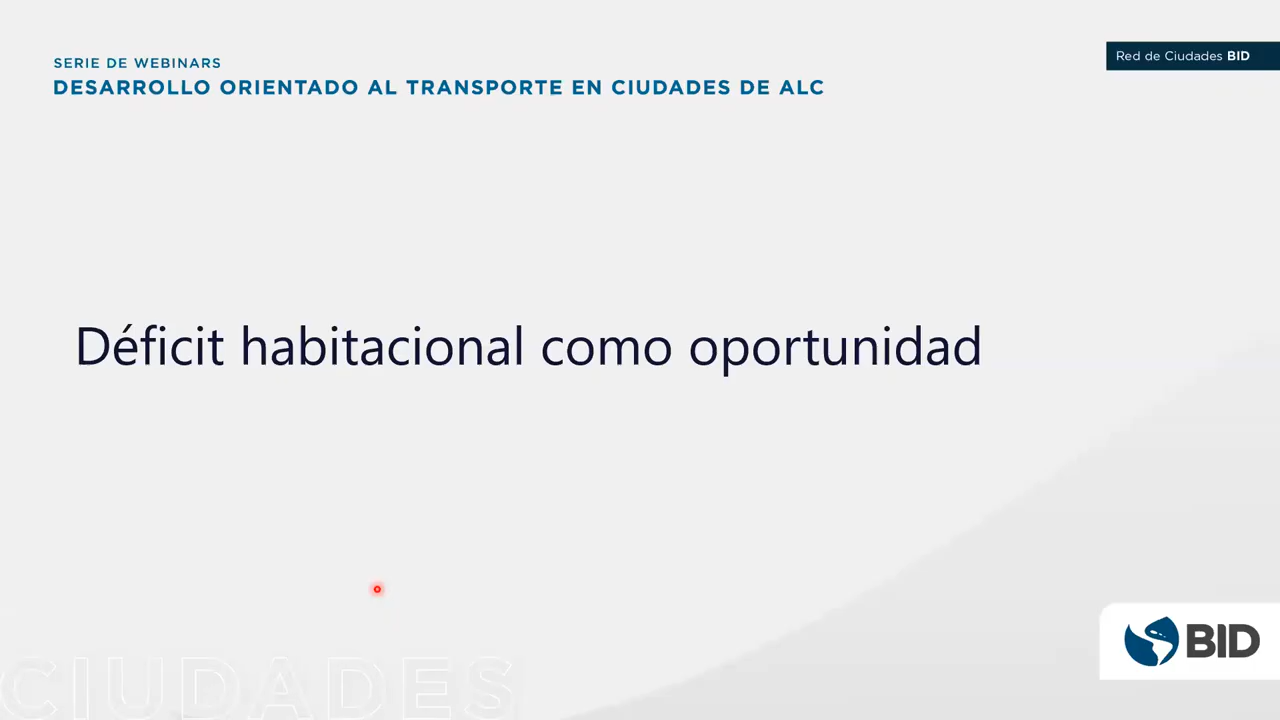 SERIE DE WEBINARS
DESARROLLO ORIENTADO AL TRANSPORTE EN CIUDADES DE ALC
Red de Ciudades BID
Déficit habitacional como oportunidad
BID
CIUDADES